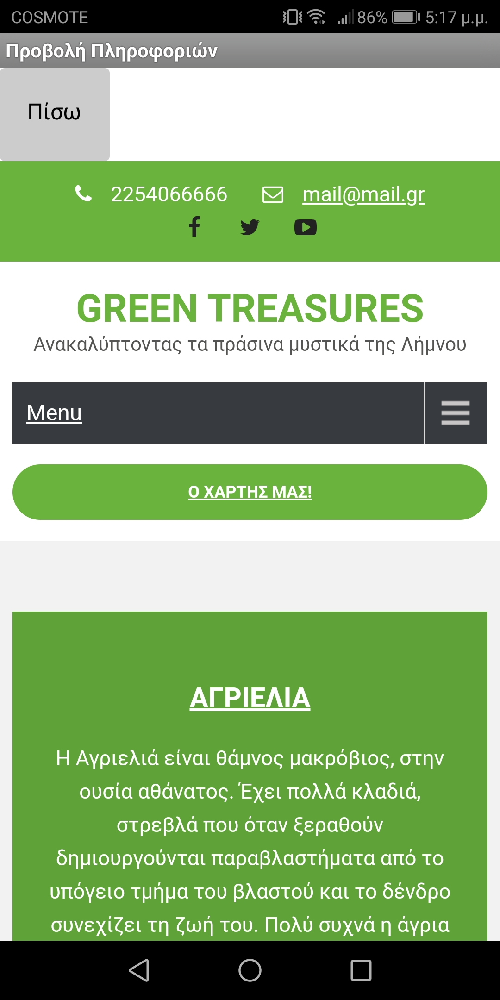 COSMOTE 86% 5:17 μ.μ.
Προβολή Πληροφοριών
Πίσω
2254066666 mail@mail.gr
GREEN TREASURES
Ανακαλύπτοντας τα πράσινα μυστικά της Λήμνου
Menu
Ο ΧΑΡΤΗΣ ΜΑΣ!
ΑΓΡΙΕΛΙΑ
Η Αγριελιά είναι θάμνος μακρόβιος, στην
ουσία αθάνατος. Έχει πολλά κλαδιά,
στρεβλά που όταν ξεραθούν
δημιουργούνται παραβλαστήματα από το
υπόγειο τμήμα του βλαστού και το δένδρο
συνεχίζει τη ζωή του. Πολύ συχνά η άγρια